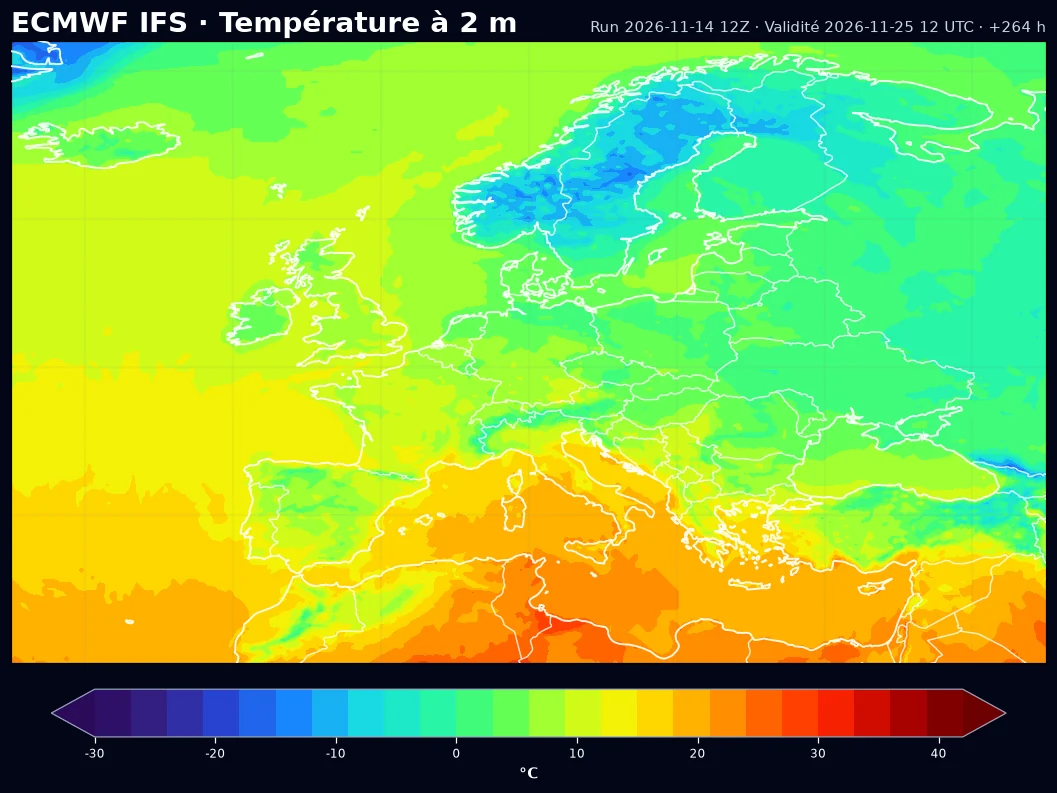 ECMWF IFS · Température à 2 m
Run 2026-11-14 12Z · Validité 2026-11-25 12 UTC · +264 h
-30 -20 -10 0 10 20 30 40
°C